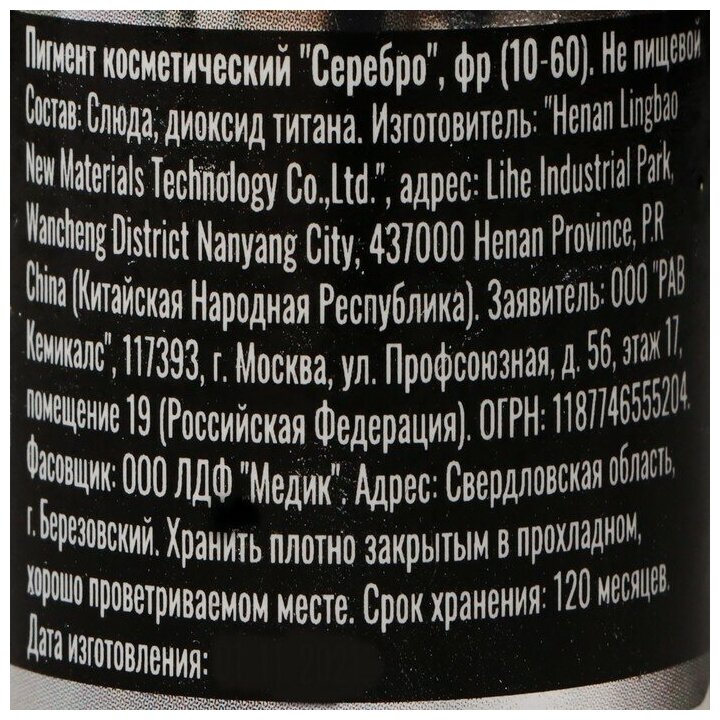 Пигмент косметический "Серебро", фр (10-60). Не пищевой
Состав: Слюда, диоксид титана. Изготовитель: "Henan Lingbao
New Materials Technology Co.,Ltd.", адрес: Lihe Industrial Park,
Wancheng District Nanyang City, 437000 Henan Province, P.R
China (Китайская Народная Республика). Заявитель: ООО "РАВ
Кемикалс", 117393, г. Москва, ул. Профсоюзная, д. 56, этаж 17,
помещение 19 (Российская Федерация). ОГРН: 1187746555204.
Фасовщик: ООО ЛДФ "Медик". Адрес: Свердловская область,
г. Березовский. Хранить плотно закрытым в прохладном,
хорошо проветриваемом месте. Срок хранения: 120 месяцев.
Дата изготовления: